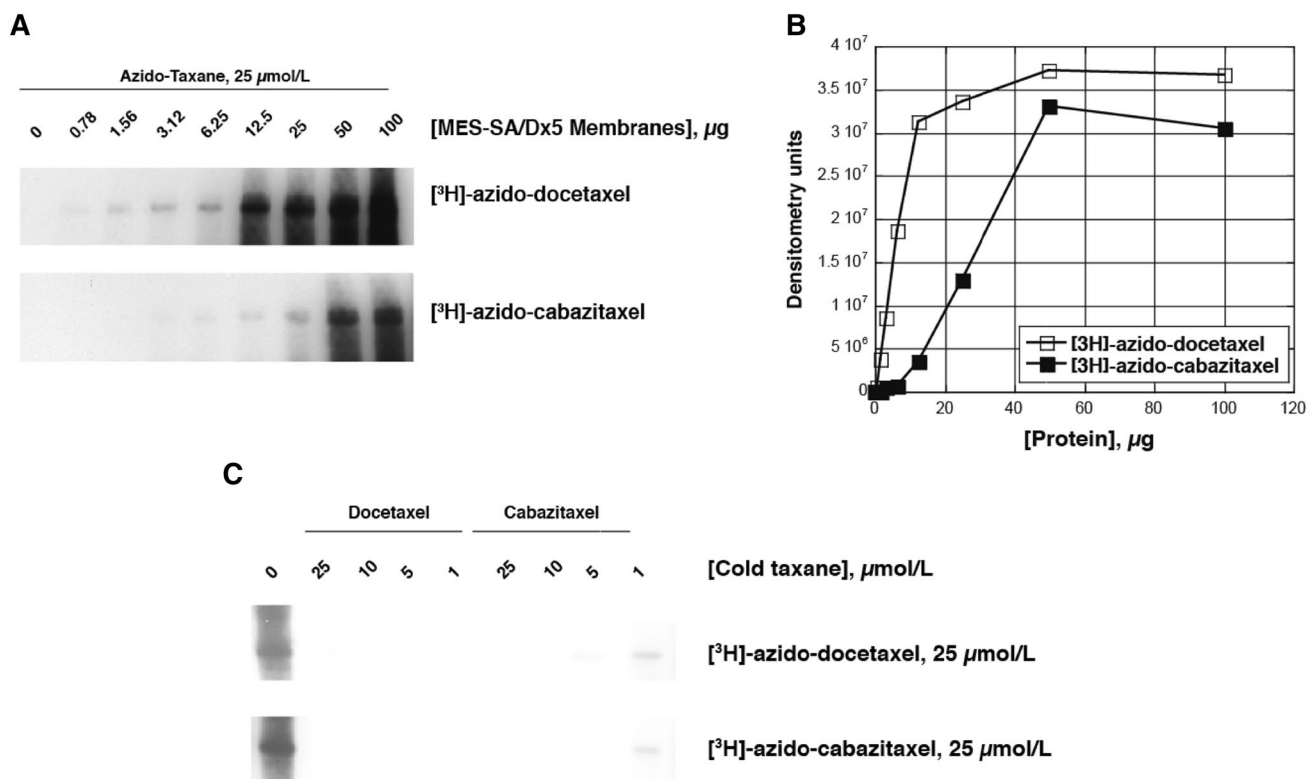 A
Azido-Taxane, 25 µmol/L
0 0.78 1.56 3.12 6.25 12.5 25 50 100 [MES-SA/Dx5 Membranes], µg
[³H]-azido-docetaxel
[³H]-azido-cabazitaxel
B
Densitometry units
4 10⁷
3.5 10⁷
3 10⁷
2.5 10⁷
2 10⁷
1.5 10⁷
1 10⁷
5 10⁶
0
0 20 40 60 80 100 120
[Protein], µg
[3H]-azido-docetaxel
[3H]-azido-cabazitaxel
C
Docetaxel Cabazitaxel
0 25 10 5 1 25 10 5 1 [Cold taxane], µmol/L
[³H]-azido-docetaxel, 25 µmol/L
[³H]-azido-cabazitaxel, 25 µmol/L